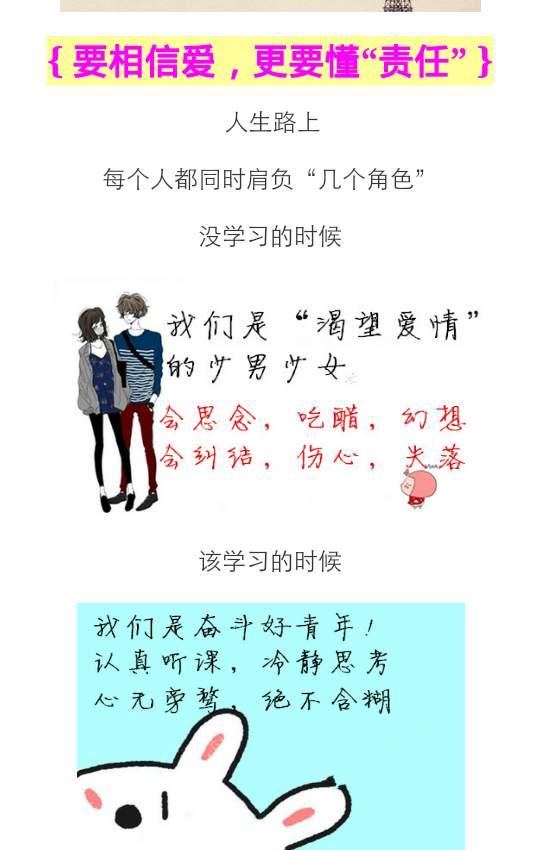 { 要相信爱，更要懂“责任” }
人生路上
每个人都同时肩负“几个角色”
没学习的时候
我们是“渴望爱情”
的少男少女
会思念，吃醋，幻想
会纠结，伤心，失落
该学习的时候
我们是奋斗好青年！
认真听课，冷静思考
心无旁骛，绝不含糊